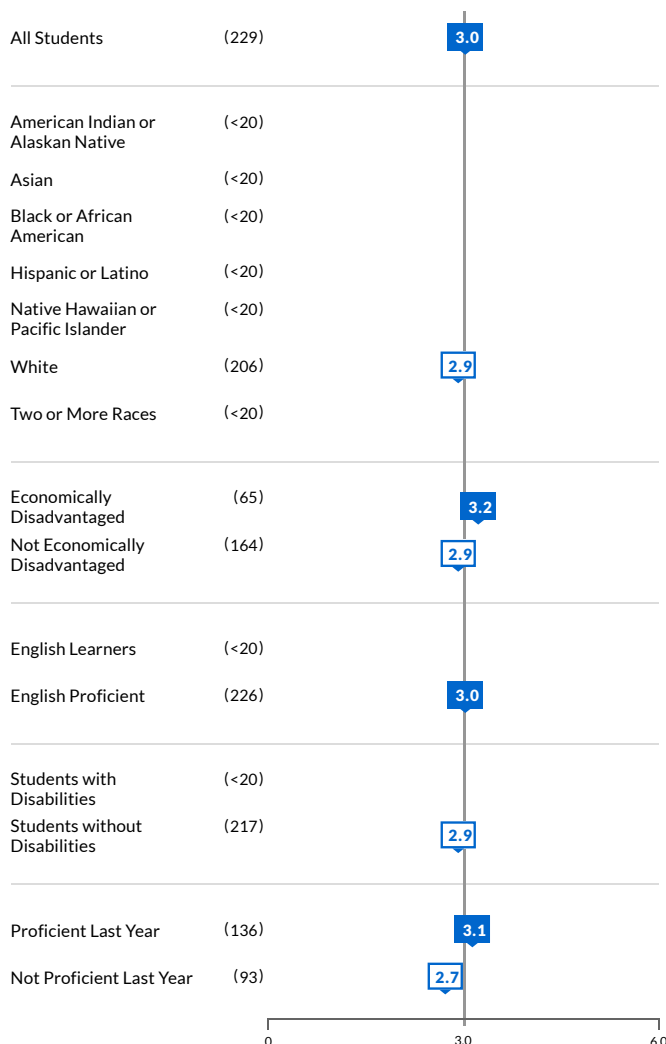 All Students (229) 3.0
American Indian or (<20)
Alaskan Native
Asian (<20)
Black or African (<20)
American
Hispanic or Latino (<20)
Native Hawaiian or (<20)
Pacific Islander
White (206) 2.9
Two or More Races (<20)
Economically (65) 3.2
Disadvantaged
Not Economically (164) 2.9
Disadvantaged
English Learners (<20)
English Proficient (226) 3.0
Students with (<20)
Disabilities
Students without (217) 2.9
Disabilities
Proficient Last Year (136) 3.1
Not Proficient Last Year (93) 2.7
0 3.0 6.0